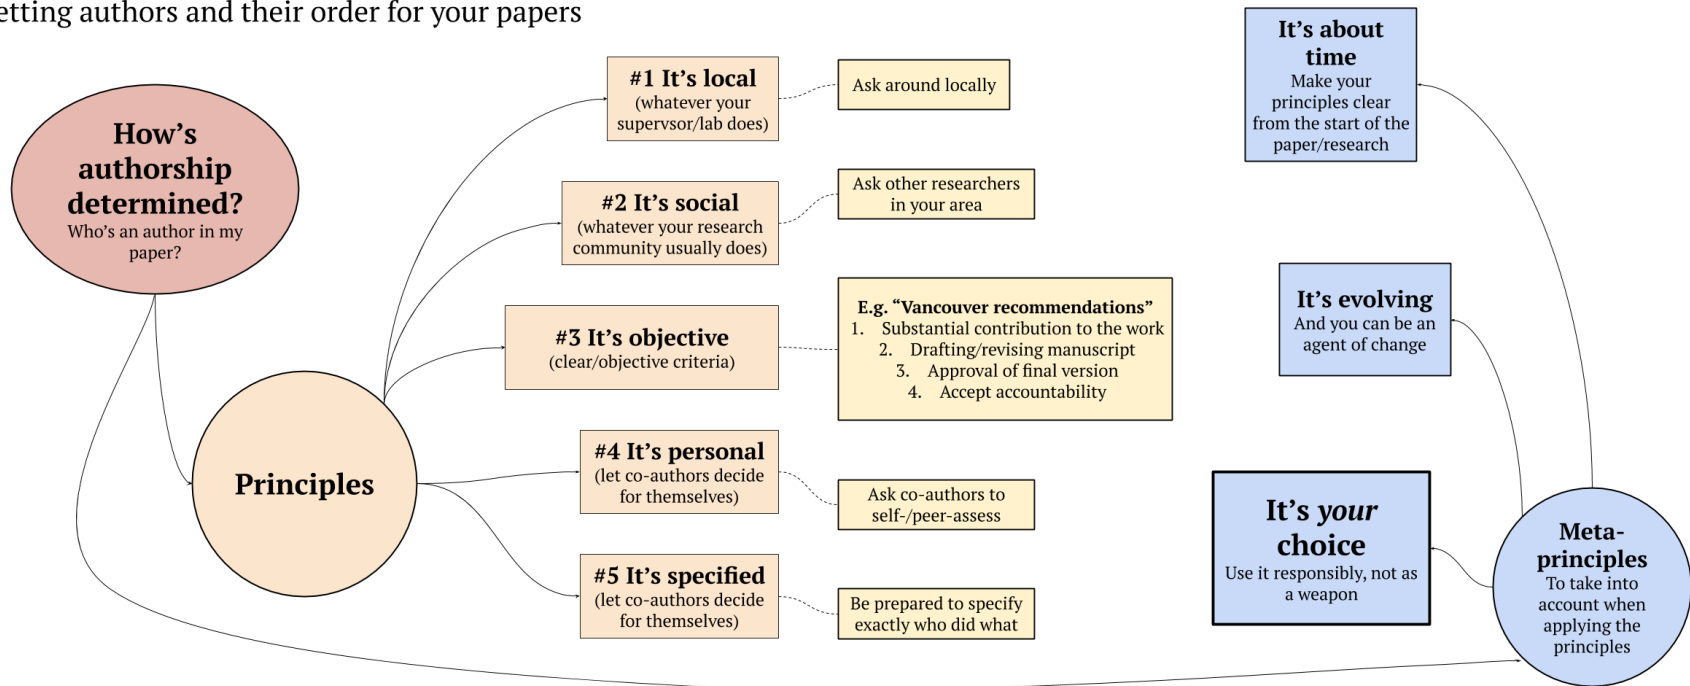 etting authors and their order for your papers
How's
authorship
determined?
Who's an author in my
paper?
Principles
#1 It's local
(whatever your
supervsor/lab does)
Ask around locally
#2 It's social
(whatever your research
community usually does)
Ask other researchers
in your area
#3 It's objective
(clear/objective criteria)
E.g. “Vancouver recommendations”
1. Substantial contribution to the work
2. Drafting/revising manuscript
3. Approval of final version
4. Accept accountability
#4 It's personal
(let co-authors decide
for themselves)
Ask co-authors to
self-/peer-assess
#5 It's specified
(let co-authors decide
for themselves)
Be prepared to specify
exactly who did what
It's about
time
Make your
principles clear
from the start of the
paper/research
It's evolving
And you can be an
agent of change
It's your
choice
Use it responsibly, not as
a weapon
Meta-
principles
To take into
account when
applying the
principles